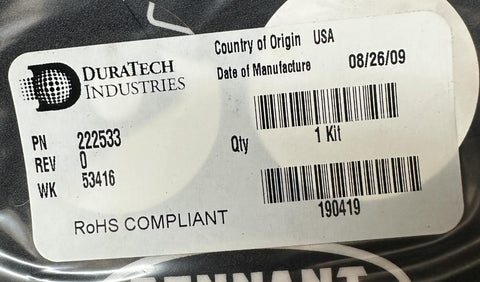 DURATECH
INDUSTRIES
Country of Origin USA
Date of Manufacture 08/26/09
PN 222533
REV 0
WK 53416
Qty 1 Kit
190419
RoHS COMPLIANT
TENNANT